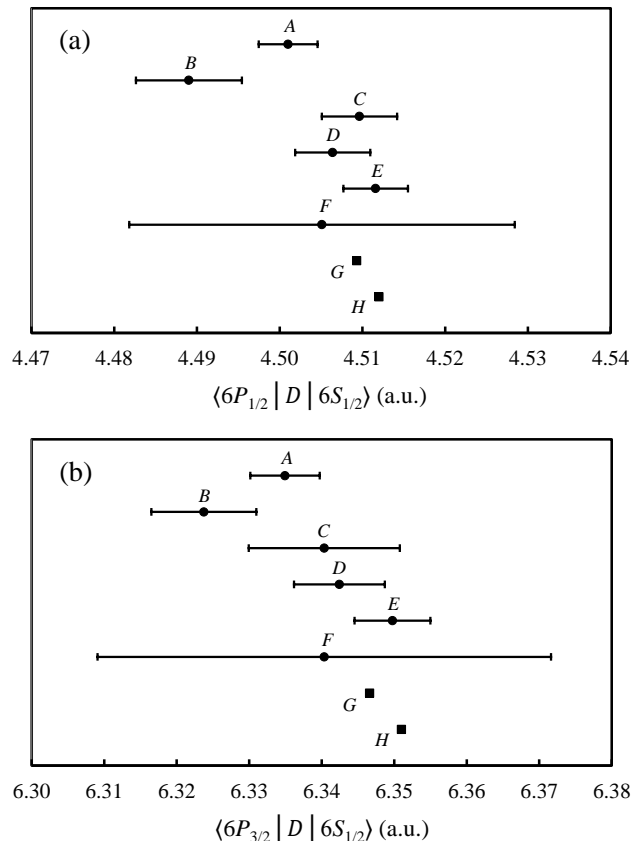 (a)
A
B
C
D
E
F
G
H
4.47 4.48 4.49 4.50 4.51 4.52 4.53 4.54
⟨6P1/2 | D | 6S1/2⟩ (a.u.)
(b)
A
B
C
D
E
F
G
H
6.30 6.31 6.32 6.33 6.34 6.35 6.36 6.37 6.38
⟨6P3/2 | D | 6S1/2⟩ (a.u.)